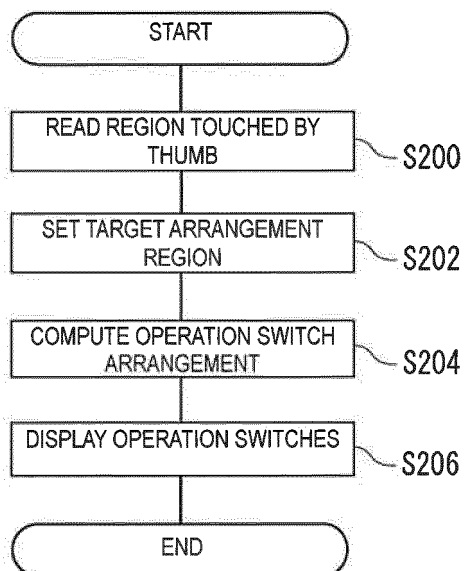 START
READ REGION TOUCHED BY
THUMB
S200
SET TARGET ARRANGEMENT
REGION
S202
COMPUTE OPERATION SWITCH
ARRANGEMENT
S204
DISPLAY OPERATION SWITCHES
S206
END